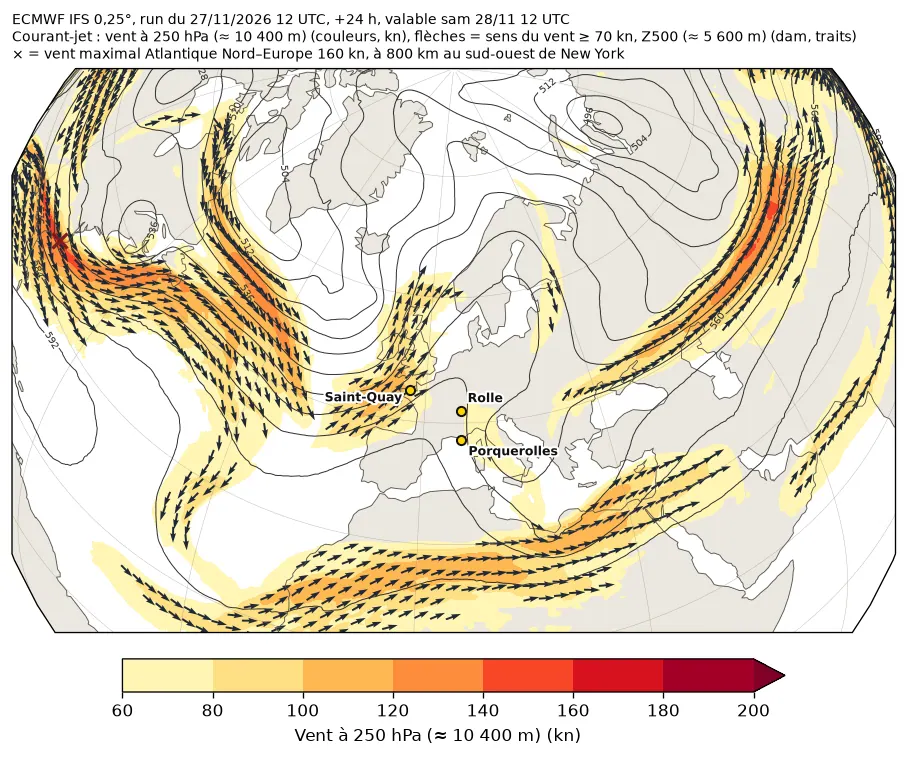 ECMWF IFS 0,25°, run du 27/11/2026 12 UTC, +24 h, valable sam 28/11 12 UTC
Courant-jet : vent à 250 hPa (≈ 10 400 m) (couleurs, kn), flèches = sens du vent ≥ 70 kn, Z500 (≈ 5 600 m) (dam, traits)
× = vent maximal Atlantique Nord–Europe 160 kn, à 800 km au sud-ouest de New York
512
504
504
512
536
560
592
Saint-Quay
Rolle
Porquerolles
60 80 100 120 140 160 180 200
Vent à 250 hPa (≈ 10 400 m) (kn)